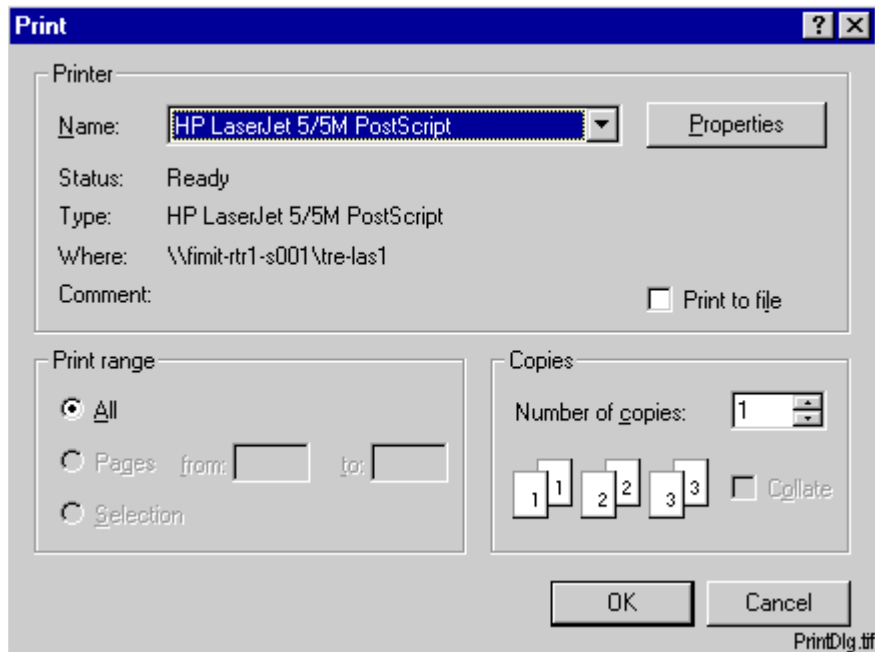 Print
Printer
Name: HP LaserJet 5/5M PostScript Properties
Status: Ready
Type: HP LaserJet 5/5M PostScript
Where: \\fimit-rtr1-s001\tre-las1
Comment: Print to file
Print range
All
Pages from: to:
Selection
Copies
Number of copies: 1
1 1 2 2 3 3 Collate
OK Cancel
PrintDlg.tif